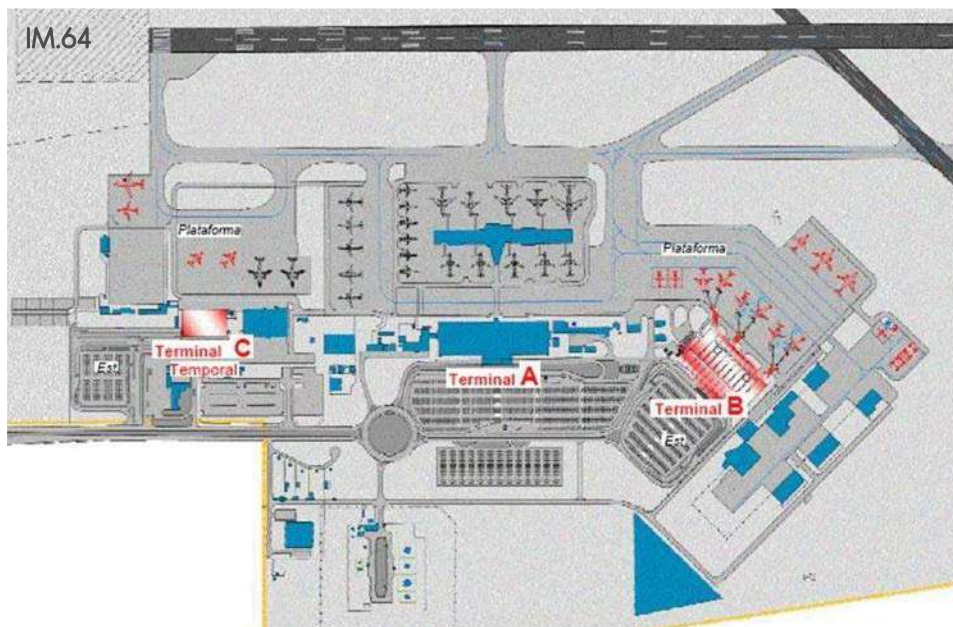 IM.64
Plataforma
Plataforma
Terminal C
Temporal
Est.
Terminal A
Terminal B
Est.